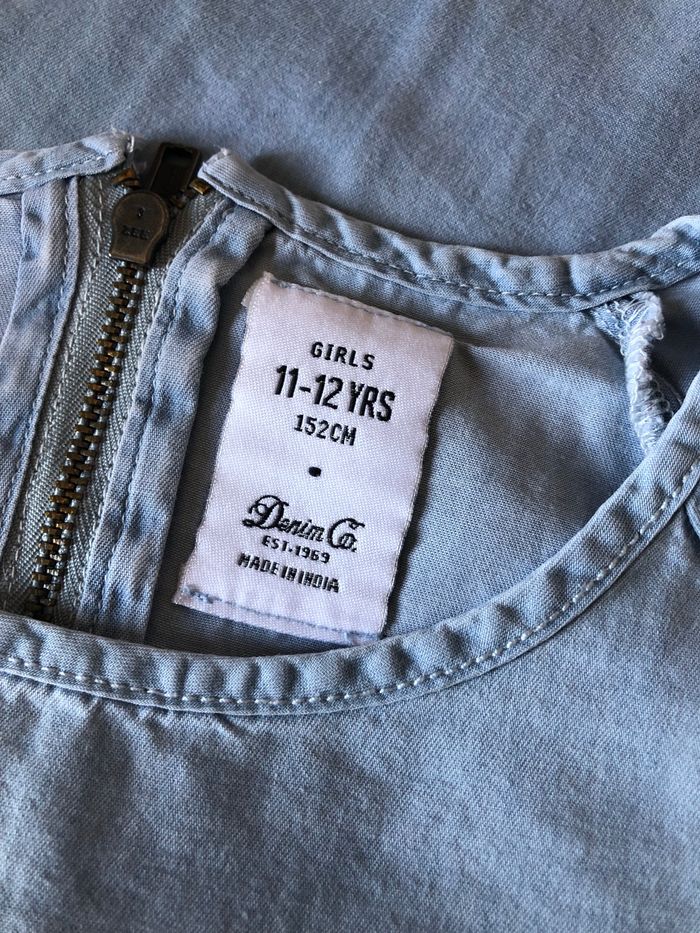 GIRLS
11-12 YRS
152CM
Denim Co.
EST.1969
MADE IN INDIA